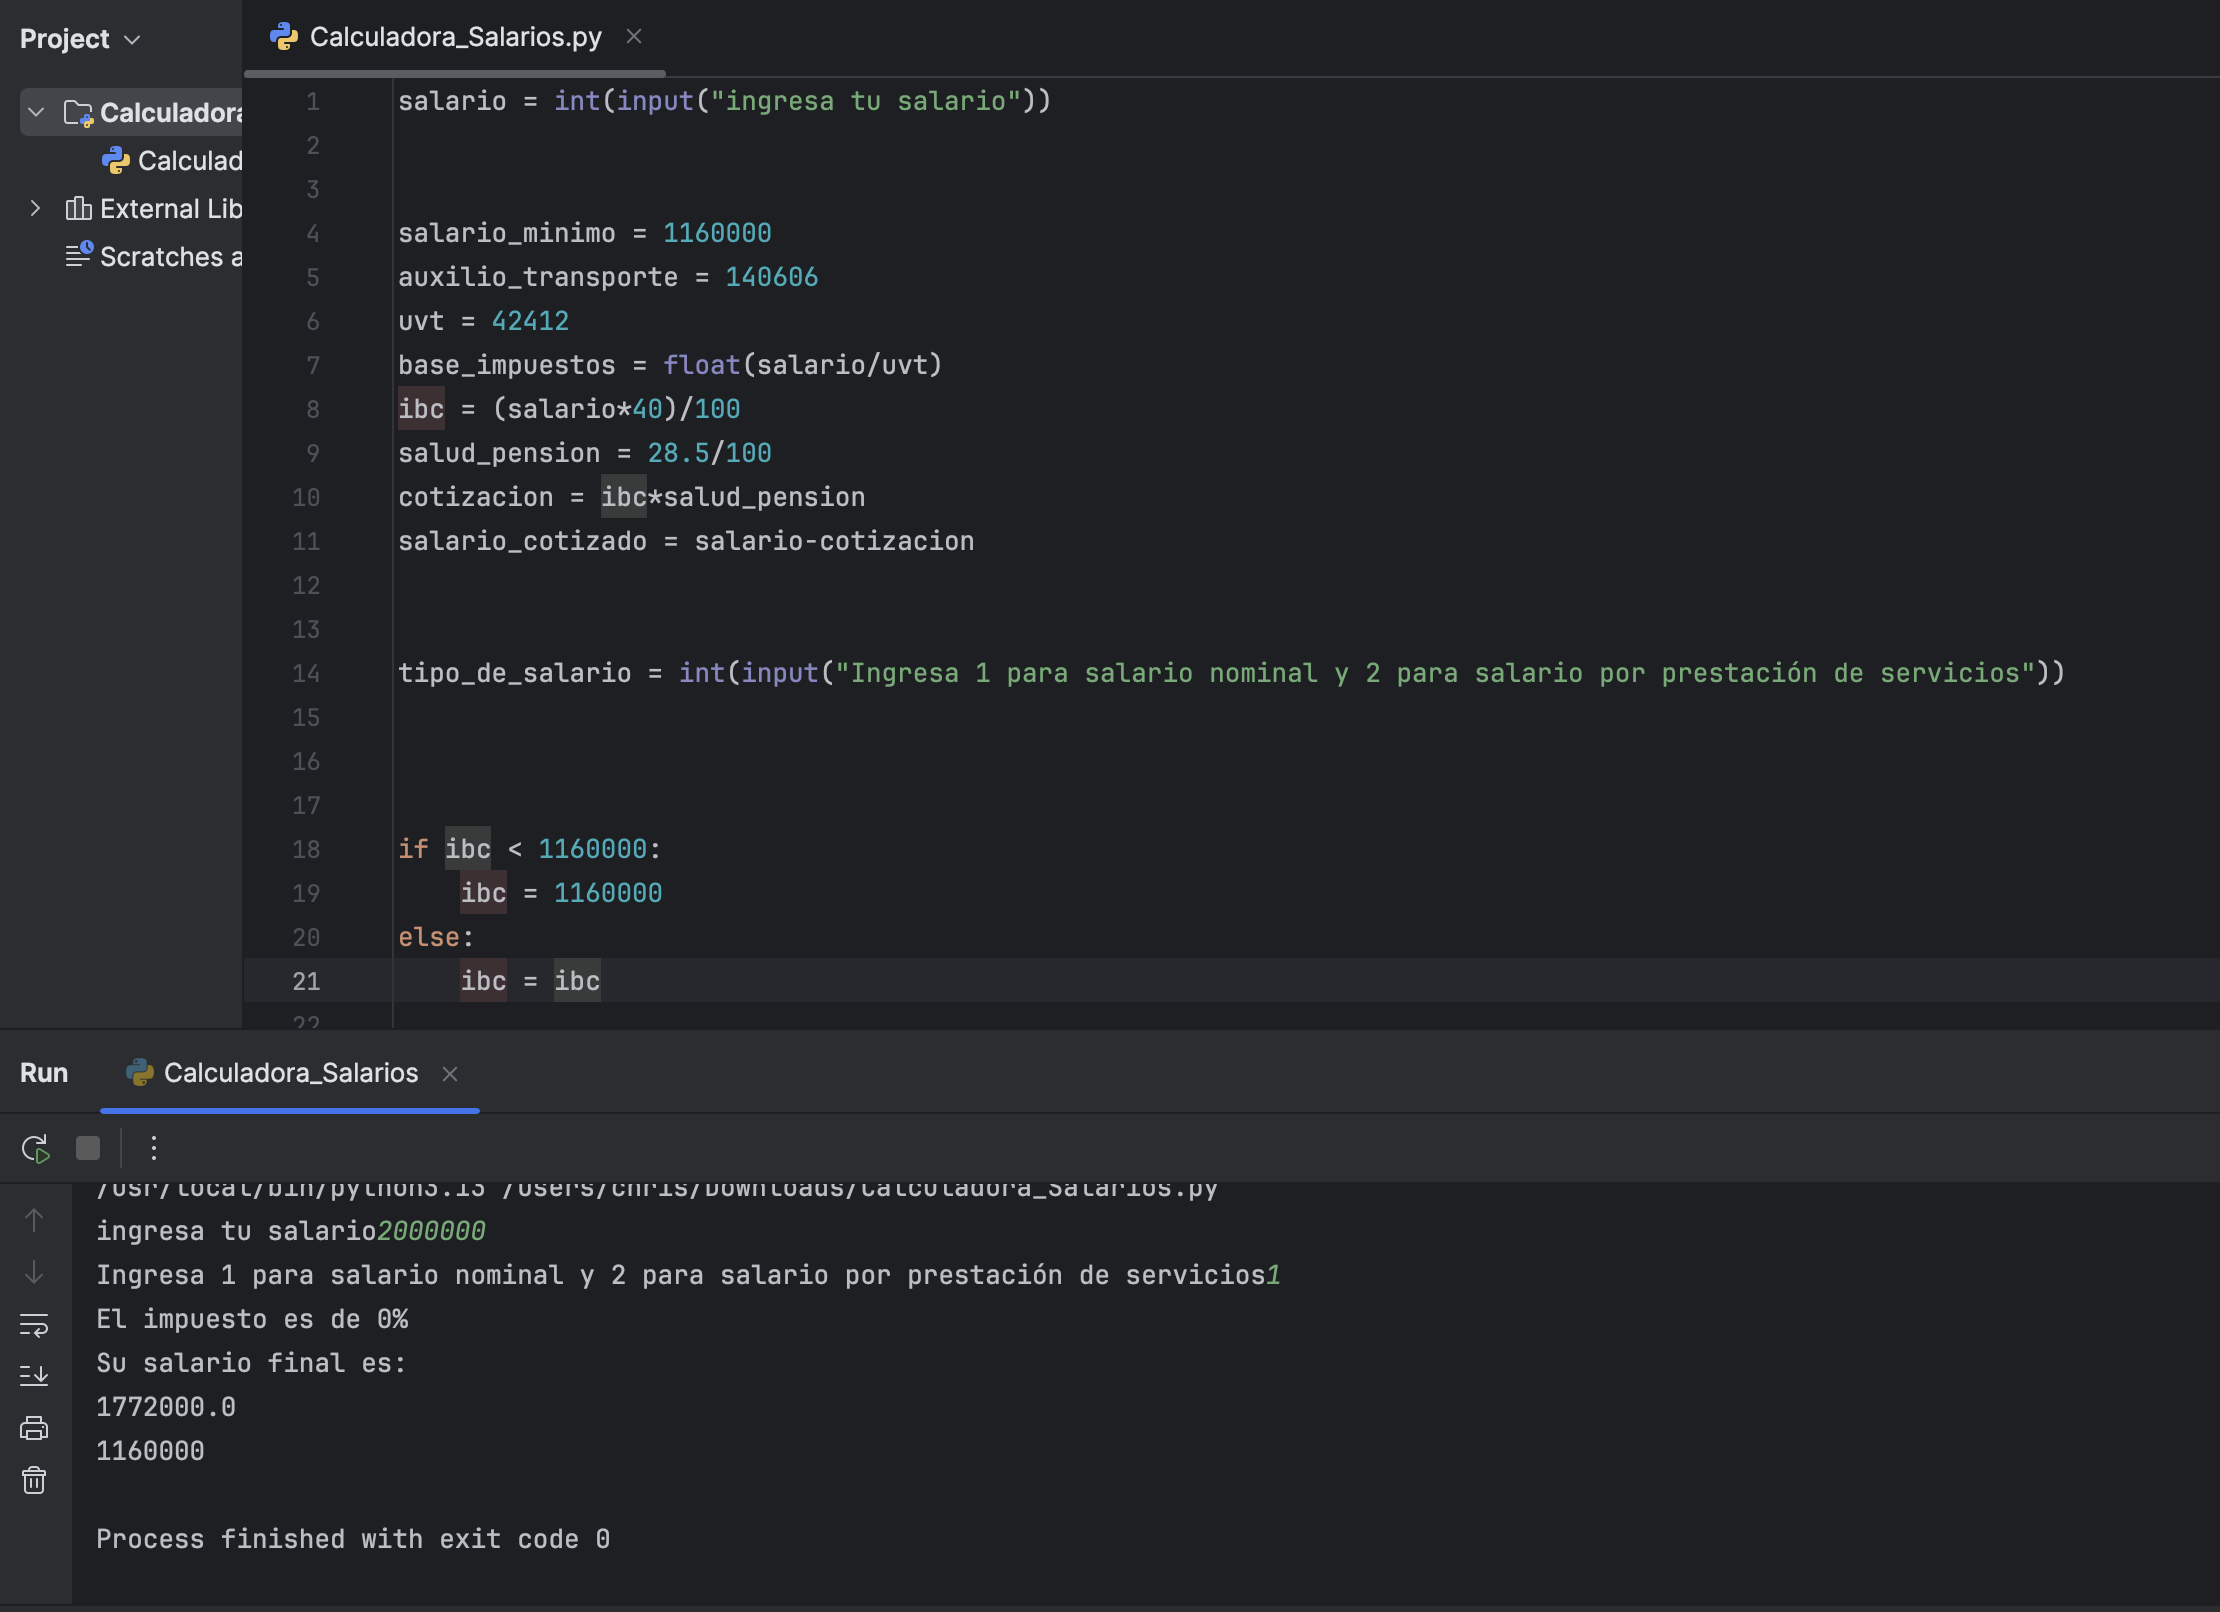 Project
Calculadora_Salarios.py
Calculadora
Calculad
External Lib
Scratches a
1 salario = int(input("ingresa tu salario"))
2
3
4 salario_minimo = 1160000
5 auxilio_transporte = 140606
6 uvt = 42412
7 base_impuestos = float(salario/uvt)
8 ibc = (salario*40)/100
9 salud_pension = 28.5/100
10 cotizacion = ibc*salud_pension
11 salario_cotizado = salario-cotizacion
12
13
14 tipo_de_salario = int(input("Ingresa 1 para salario nominal y 2 para salario por prestación de servicios"))
15
16
17
18 if ibc < 1160000:
19     ibc = 1160000
20 else:
21     ibc = ibc
22
Run Calculadora_Salarios
/usr/local/bin/python3.13 /Users/chris/Downloads/Calculadora_Salarios.py
ingresa tu salario2000000
Ingresa 1 para salario nominal y 2 para salario por prestación de servicios1
El impuesto es de 0%
Su salario final es:
1772000.0
1160000
Process finished with exit code 0